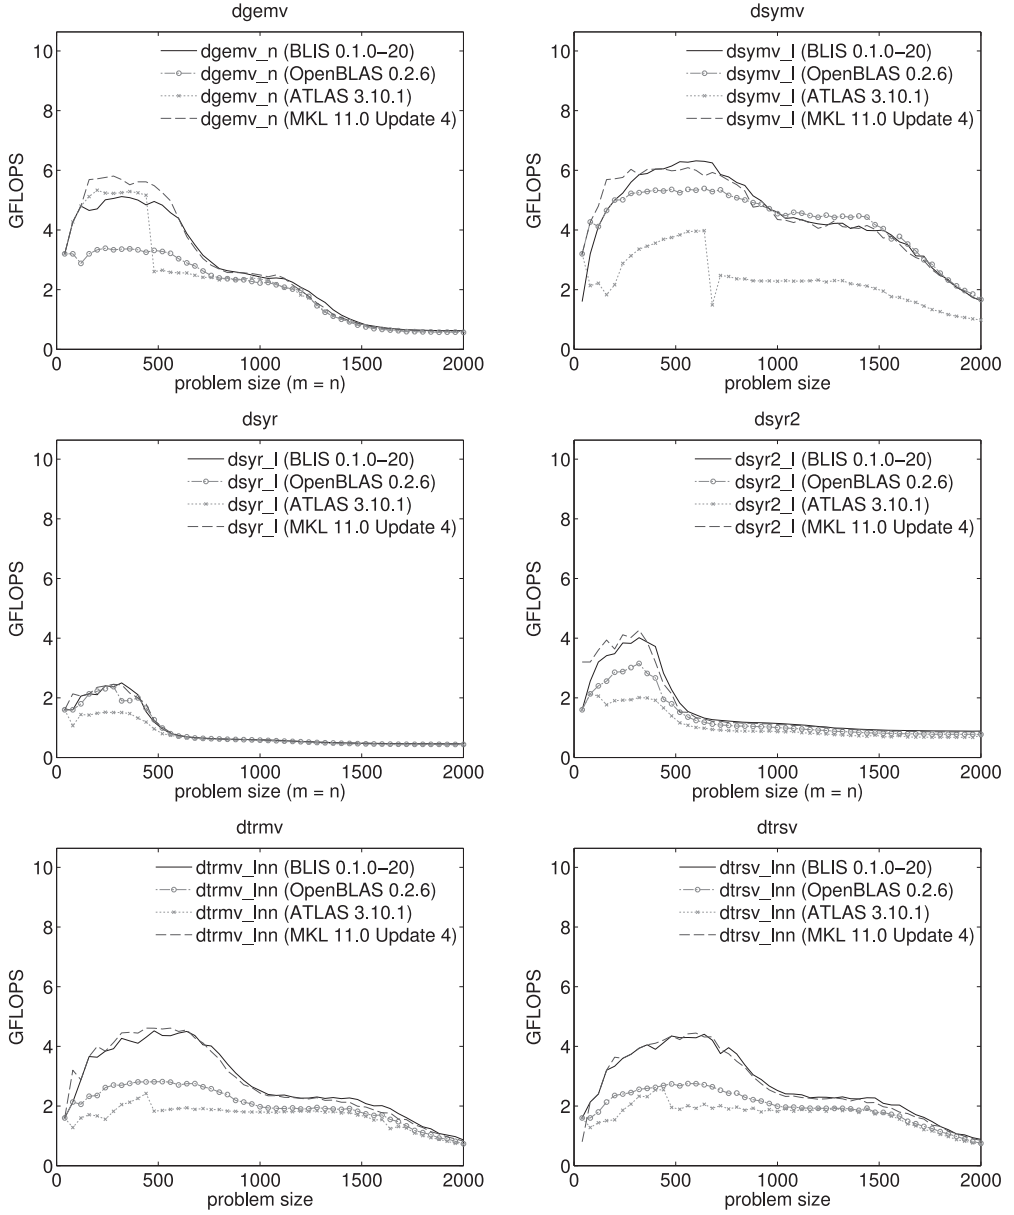 dgemv
10
8
6
4
2
0
GFLOPS
dgemv_n (BLIS 0.1.0−20)
dgemv_n (OpenBLAS 0.2.6)
dgemv_n (ATLAS 3.10.1)
dgemv_n (MKL 11.0 Update 4)
0 500 1000 1500 2000
problem size (m = n)
dsymv
10
8
6
4
2
0
GFLOPS
dsymv_l (BLIS 0.1.0−20)
dsymv_l (OpenBLAS 0.2.6)
dsymv_l (ATLAS 3.10.1)
dsymv_l (MKL 11.0 Update 4)
0 500 1000 1500 2000
problem size
dsyr
10
8
6
4
2
0
GFLOPS
dsyr_l (BLIS 0.1.0−20)
dsyr_l (OpenBLAS 0.2.6)
dsyr_l (ATLAS 3.10.1)
dsyr_l (MKL 11.0 Update 4)
0 500 1000 1500 2000
problem size (m = n)
dsyr2
10
8
6
4
2
0
GFLOPS
dsyr2_l (BLIS 0.1.0−20)
dsyr2_l (OpenBLAS 0.2.6)
dsyr2_l (ATLAS 3.10.1)
dsyr2_l (MKL 11.0 Update 4)
0 500 1000 1500 2000
problem size (m = n)
dtrmv
10
8
6
4
2
0
GFLOPS
dtrmv_lnn (BLIS 0.1.0−20)
dtrmv_lnn (OpenBLAS 0.2.6)
dtrmv_lnn (ATLAS 3.10.1)
dtrmv_lnn (MKL 11.0 Update 4)
0 500 1000 1500 2000
problem size
dtrsv
10
8
6
4
2
0
GFLOPS
dtrsv_lnn (BLIS 0.1.0−20)
dtrsv_lnn (OpenBLAS 0.2.6)
dtrsv_lnn (ATLAS 3.10.1)
dtrsv_lnn (MKL 11.0 Update 4)
0 500 1000 1500 2000
problem size